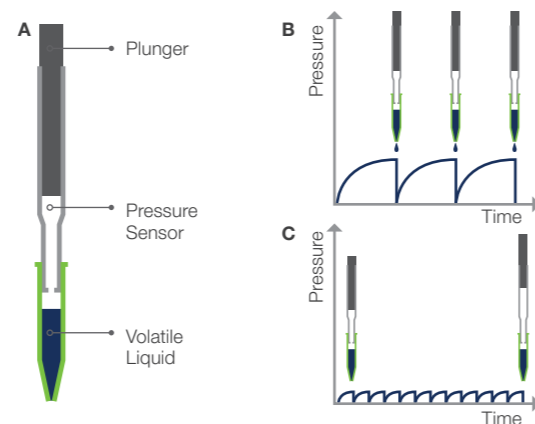 A
Plunger
Pressure
Sensor
Volatile
Liquid
B
Pressure
Time
C
Pressure
Time